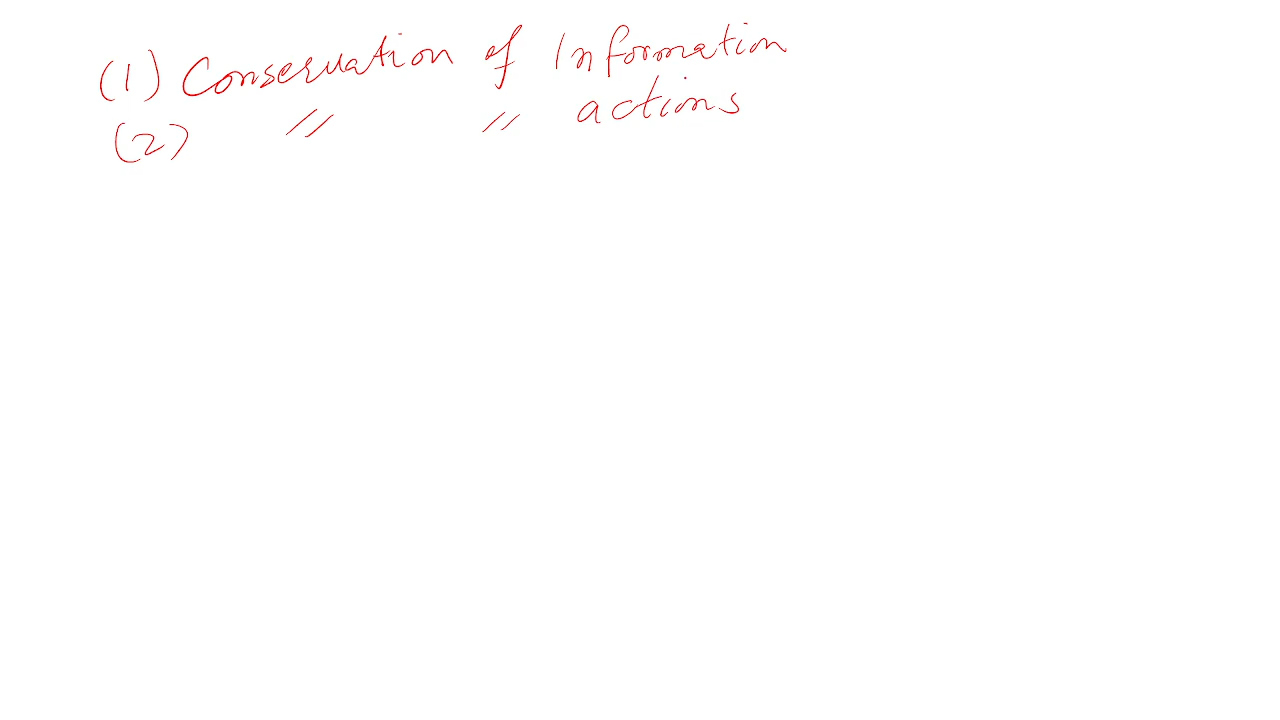 (1) Conservation of Information
(2) " " actions